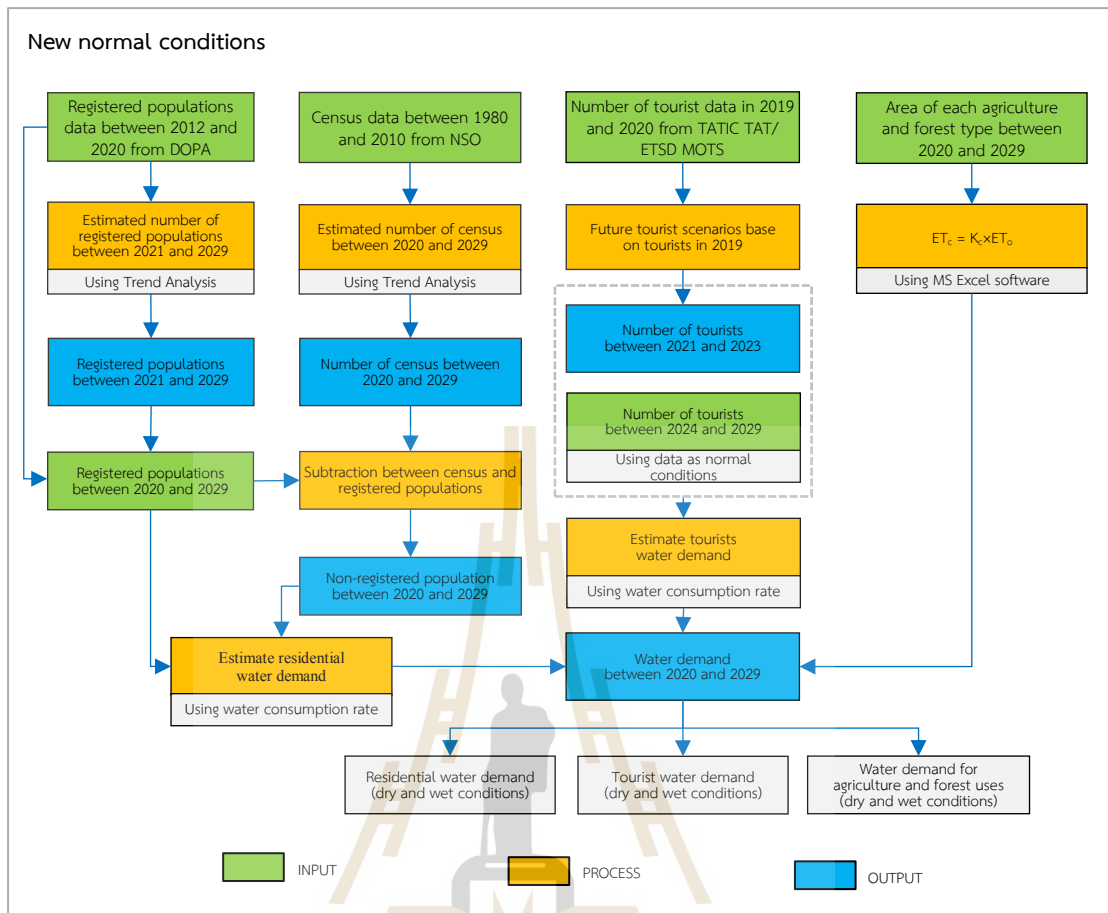 New normal conditions
Registered populations
data between 2012 and
2020 from DOPA
Census data between 1980
and 2010 from NSO
Number of tourist data in 2019
and 2020 from TATIC TAT/
ETSD MOTS
Area of each agriculture
and forest type between
2020 and 2029
Estimated number of
registered populations
between 2021 and 2029
Using Trend Analysis
Estimated number of census
between 2020 and 2029
Using Trend Analysis
Future tourist scenarios base
on tourists in 2019
ETc = Kc×ETo
Using MS Excel software
Registered populations
between 2021 and 2029
Number of census between
2020 and 2029
Number of tourists
between 2021 and 2023
Number of tourists
between 2024 and 2029
Using data as normal
conditions
Registered populations
between 2020 and 2029
Subtraction between census and
registered populations
Estimate tourists
water demand
Using water consumption rate
Non-registered population
between 2020 and 2029
Estimate residential
water demand
Using water consumption rate
Water demand
between 2020 and 2029
Residential water demand
(dry and wet conditions)
Tourist water demand
(dry and wet conditions)
Water demand for
agriculture and forest uses
(dry and wet conditions)
INPUT
PROCESS
OUTPUT